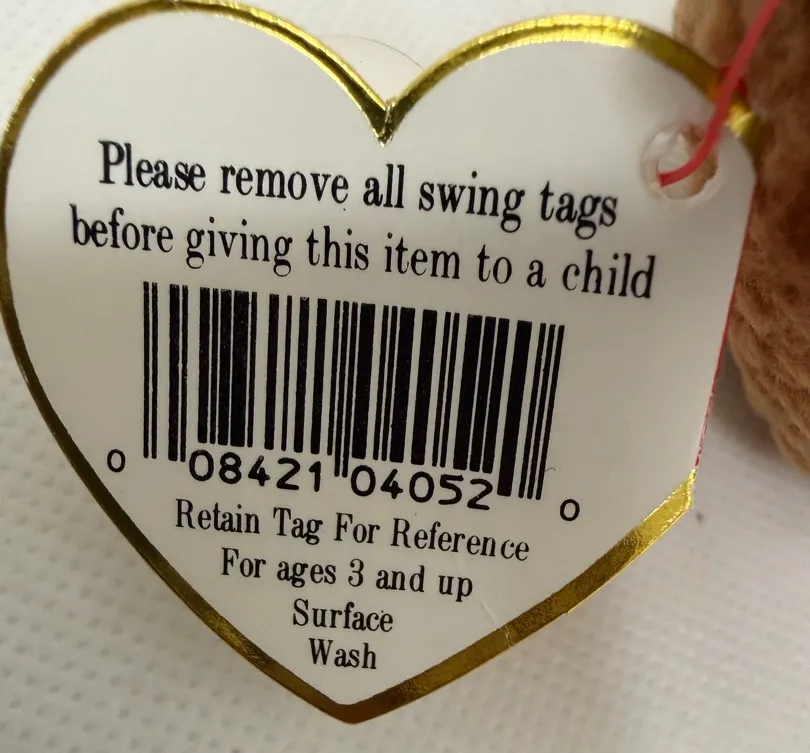 Please remove all swing tags
before giving this item to a child
0 08421 04052 0
Retain Tag For Reference
For ages 3 and up
Surface
Wash